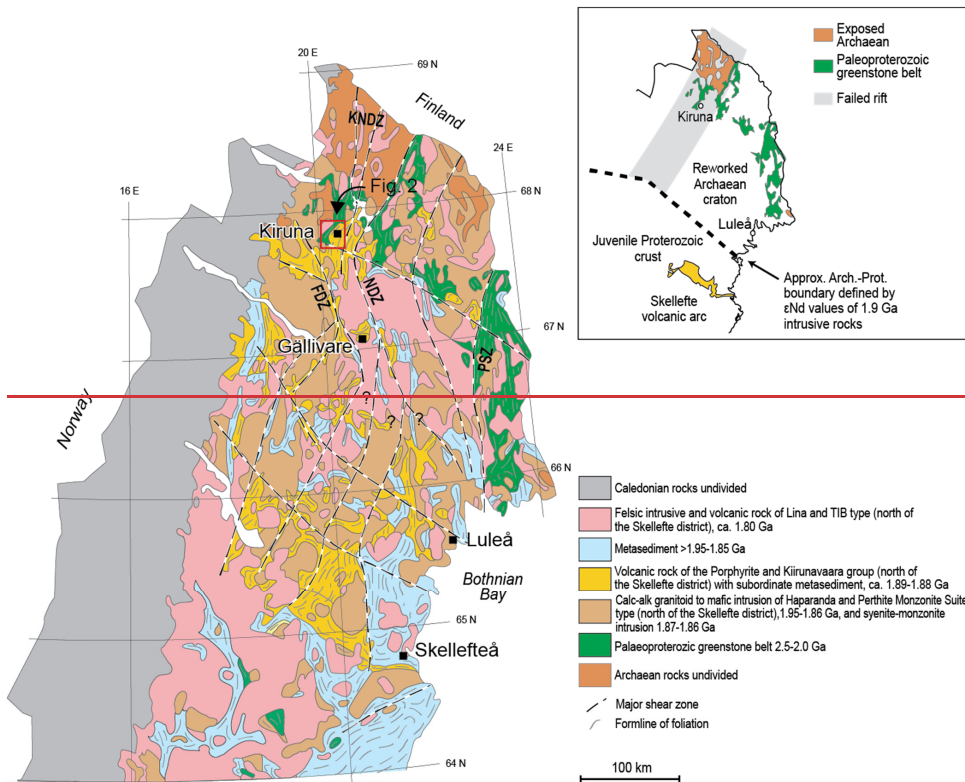 20 E
69 N
Finland
KNDZ
24 E
16 E
68 N
Fig. 2
Kiruna
FDZ
NDZ
67 N
Gällivare
PSZ
Norway
?
?
?
66 N
Luleå
Bothnian
Bay
65 N
Skellefteå
64 N
Exposed
Archaean
Paleoproterozoic
greenstone belt
Failed rift
Kiruna
Reworked
Archaean
craton
Luleå
Juvenile Proterozoic
crust
Skellefte
volcanic arc
Approx. Arch.-Prot.
boundary defined by
εNd values of 1.9 Ga
intrusive rocks
Caledonian rocks undivided
Felsic intrusive and volcanic rock of Lina and TIB type (north of
the Skellefte district), ca. 1.80 Ga
Metasediment >1.95-1.85 Ga
Volcanic rock of the Porphyrite and Kiirunavaara group (north of
the Skellefte district) with subordinate metasediment, ca. 1.89-1.88 Ga
Calc-alk granitoid to mafic intrusion of Haparanda and Perthite Monzonite Suite
type (north of the Skellefte district),1.95-1.86 Ga, and syenite-monzonite
intrusion 1.87-1.86 Ga
Palaeoproterozic greenstone belt 2.5-2.0 Ga
Archaean rocks undivided
Major shear zone
Formline of foliation
100 km